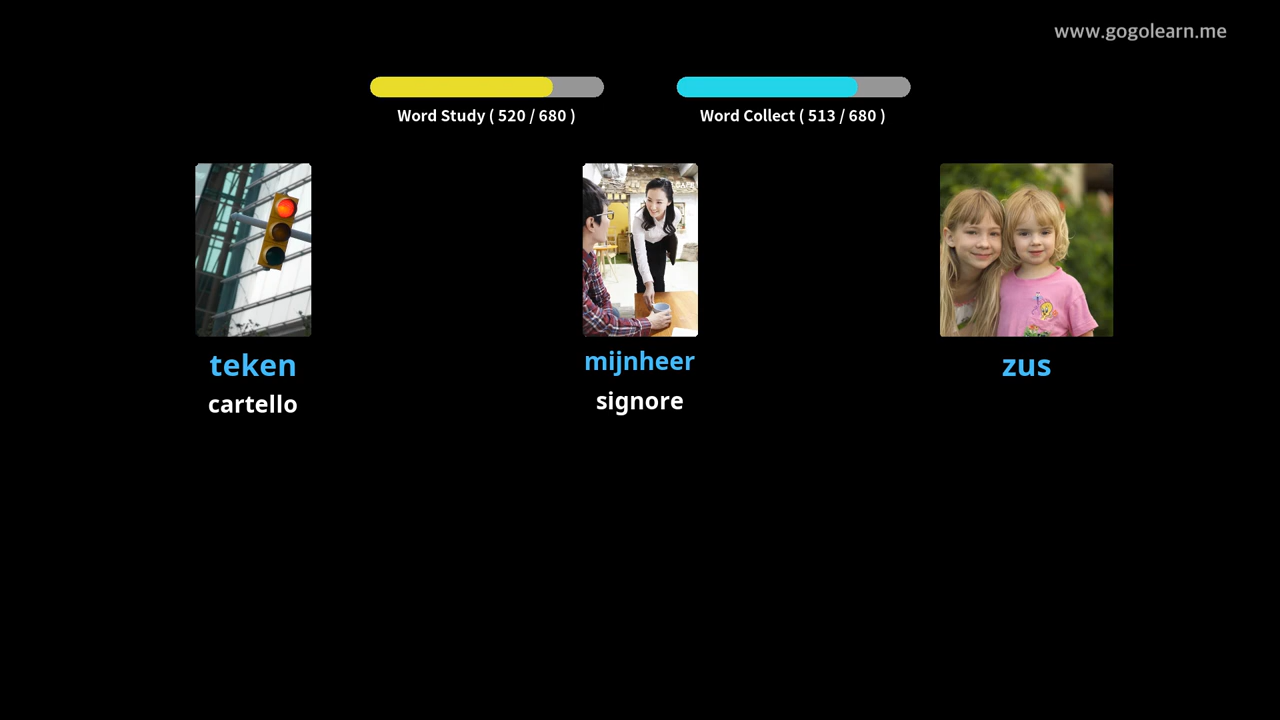 www.gogolearn.me
Word Study ( 520 / 680 )
Word Collect ( 513 / 680 )
teken
mijnheer
zus
cartello
signore